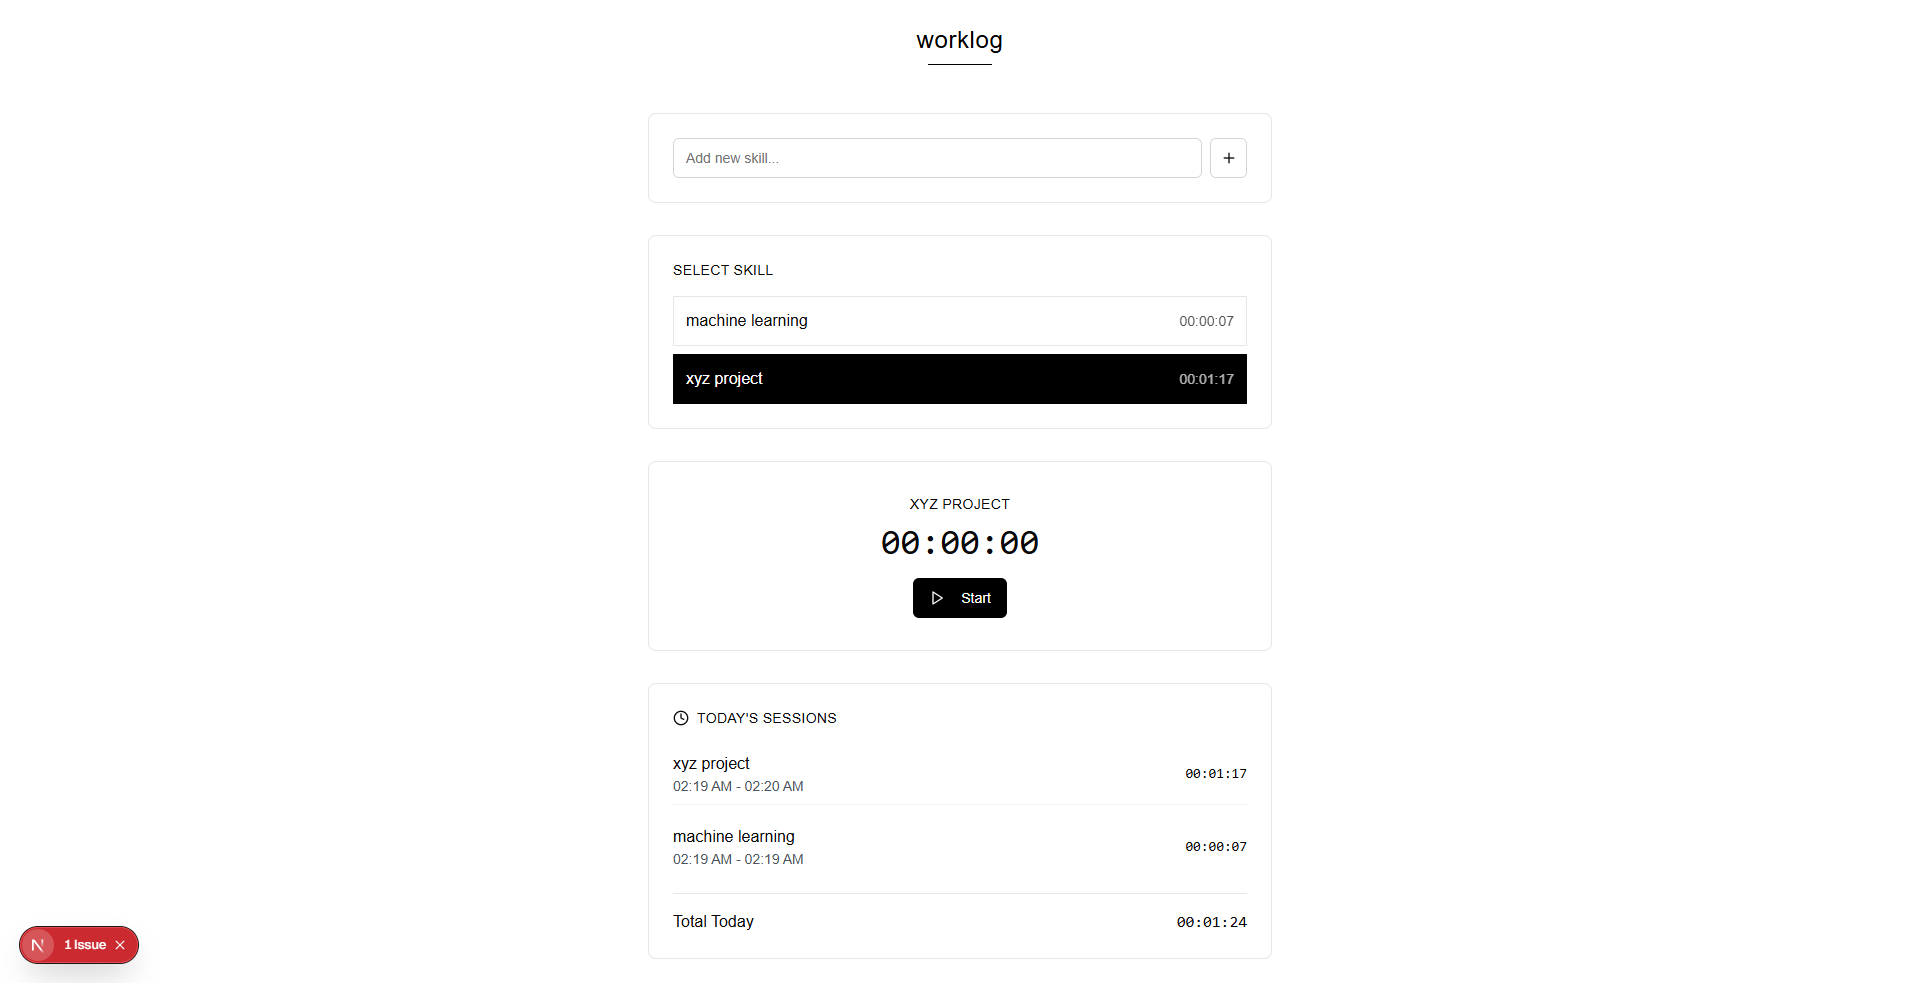 worklog
Add new skill...
SELECT SKILL
machine learning 00:00:07
xyz project 00:01:17
XYZ PROJECT
00:00:00
Start
TODAY'S SESSIONS
xyz project
02:19 AM - 02:20 AM
00:01:17
machine learning
02:19 AM - 02:19 AM
00:00:07
Total Today 00:01:24
N 1 Issue